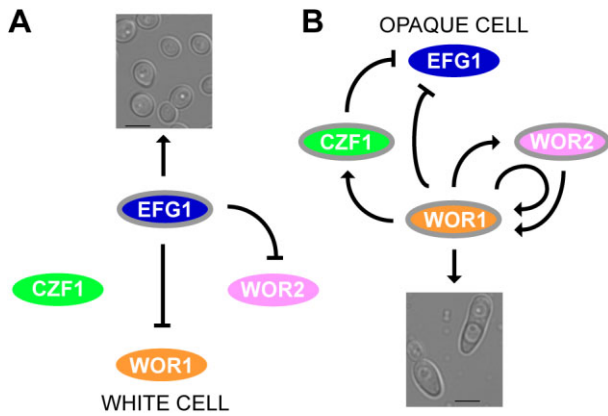 A
EFG1
CZF1
WOR2
WOR1
WHITE CELL
B
OPAQUE CELL
EFG1
CZF1
WOR2
WOR1